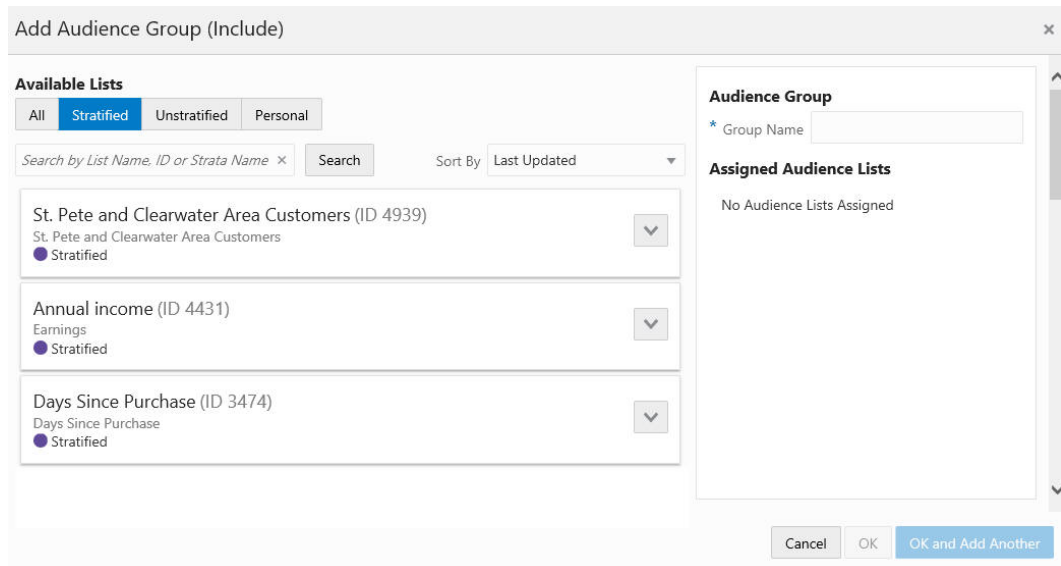 Add Audience Group (Include)
Available Lists
All Stratified Unstratified Personal
Search by List Name, ID or Strata Name × Search Sort By Last Updated
St. Pete and Clearwater Area Customers (ID 4939)
St. Pete and Clearwater Area Customers
Stratified
Annual income (ID 4431)
Earnings
Stratified
Days Since Purchase (ID 3474)
Days Since Purchase
Stratified
Audience Group
* Group Name
Assigned Audience Lists
No Audience Lists Assigned
Cancel OK OK and Add Another